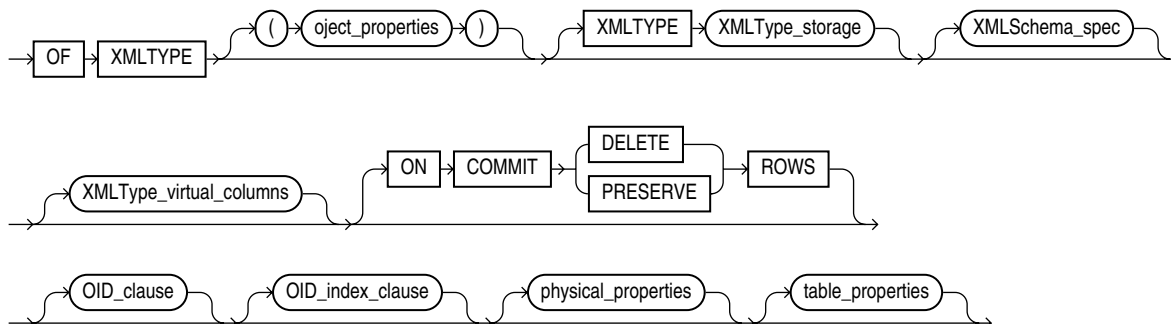 ( oject_properties ) XMLTYPE XMLType_storage XMLSchema_spec
OF XMLTYPE
DELETE
ON COMMIT ROWS
XMLType_virtual_columns PRESERVE
OID_clause OID_index_clause physical_properties table_properties